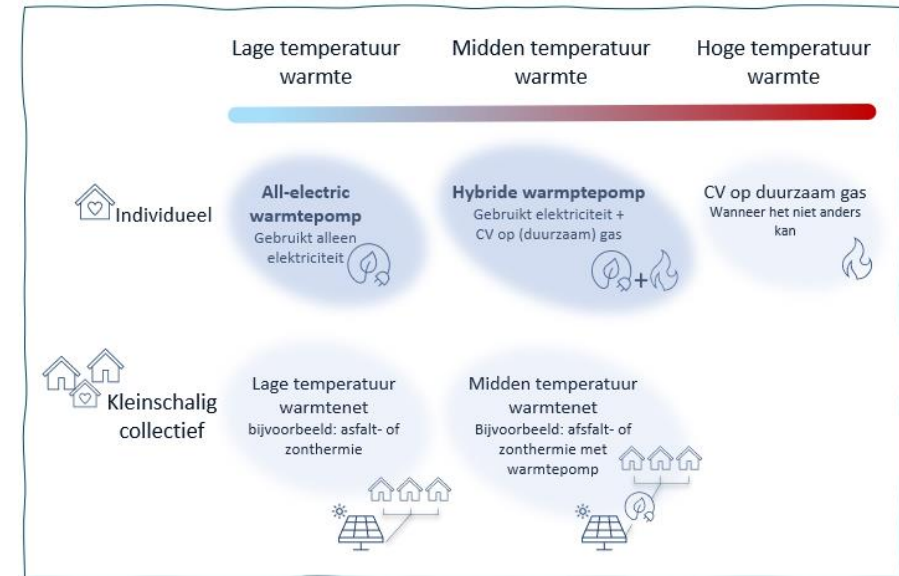 Lage temperatuur
warmte
Midden temperatuur
warmte
Hoge temperatuur
warmte
Individueel
All-electric
warmtepomp
Gebruikt alleen
elektriciteit
Hybride warmptepomp
Gebruikt elektriciteit +
CV op (duurzaam) gas
+
CV op duurzaam gas
Wanneer het niet anders
kan
Kleinschalig
collectief
Lage temperatuur
warmtenet
bijvoorbeeld: asfalt- of
zonthermie
Midden temperatuur
warmtenet
Bijvoorbeeld: afsfalt- of
zonthermie met
warmtepomp